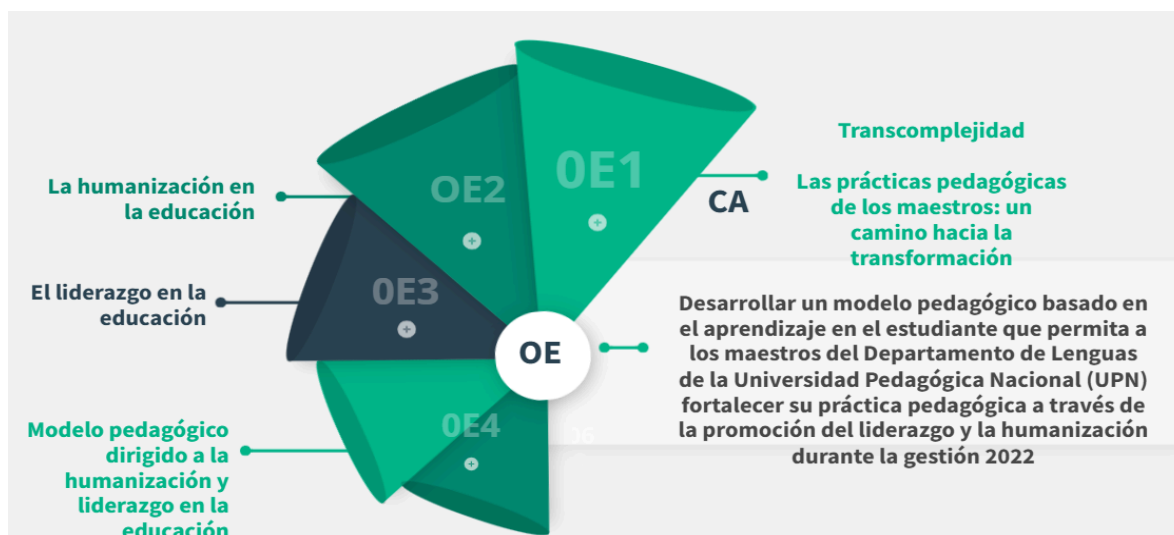 Transcomplejidad
Las prácticas pedagógicas
de los maestros: un
camino hacia la
transformación
CA
0E1
OE2
La humanización en
la educación
0E3
El liderazgo en la
educación
OE
Desarrollar un modelo pedagógico basado en
el aprendizaje en el estudiante que permita a
los maestros del Departamento de Lenguas
de la Universidad Pedagógica Nacional (UPN)
fortalecer su práctica pedagógica a través de
la promoción del liderazgo y la humanización
durante la gestión 2022
0E4
06
Modelo pedagógico
dirigido a la
humanización y
liderazgo en la
educación